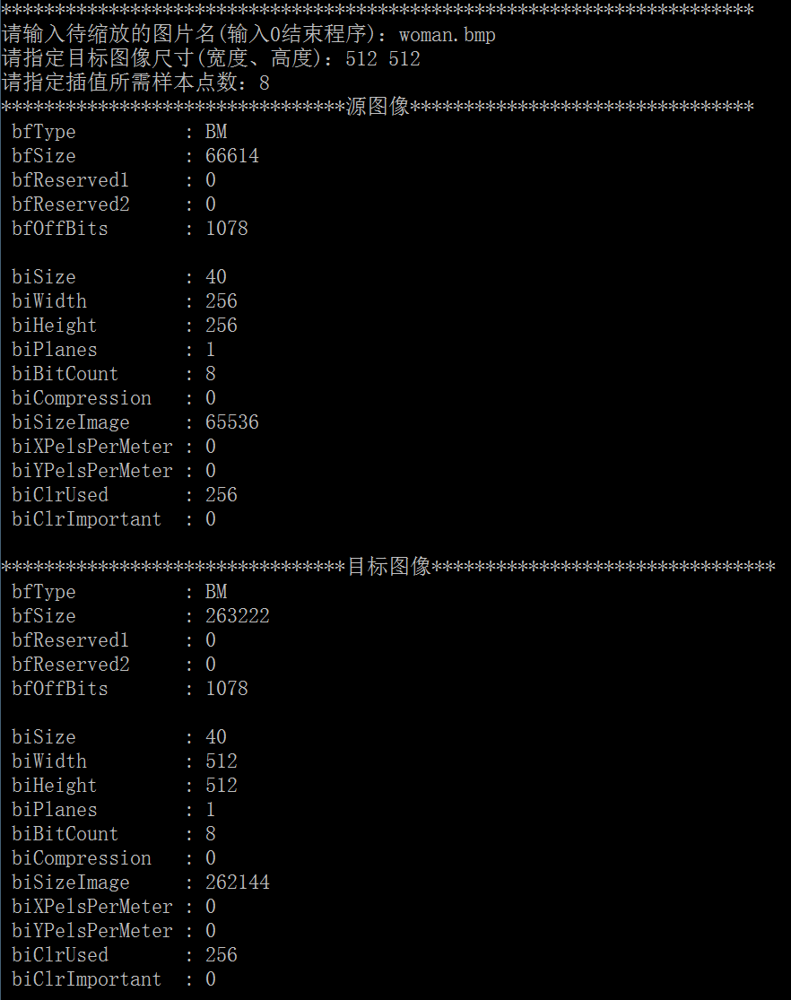 **********************************************************************
请输入待缩放的图片名(输入0结束程序): woman.bmp
请指定目标图像尺寸(宽度、高度): 512 512
请指定插值所需样本点数: 8
********************************源图像********************************
bfType : BM
bfSize : 66614
bfReserved1 : 0
bfReserved2 : 0
bfOffBits : 1078
biSize : 40
biWidth : 256
biHeight : 256
biPlanes : 1
biBitCount : 8
biCompression : 0
biSizeImage : 65536
biXPelsPerMeter : 0
biYPelsPerMeter : 0
biClrUsed : 256
biClrImportant : 0
********************************目标图像********************************
bfType : BM
bfSize : 263222
bfReserved1 : 0
bfReserved2 : 0
bfOffBits : 1078
biSize : 40
biWidth : 512
biHeight : 512
biPlanes : 1
biBitCount : 8
biCompression : 0
biSizeImage : 262144
biXPelsPerMeter : 0
biYPelsPerMeter : 0
biClrUsed : 256
biClrImportant : 0